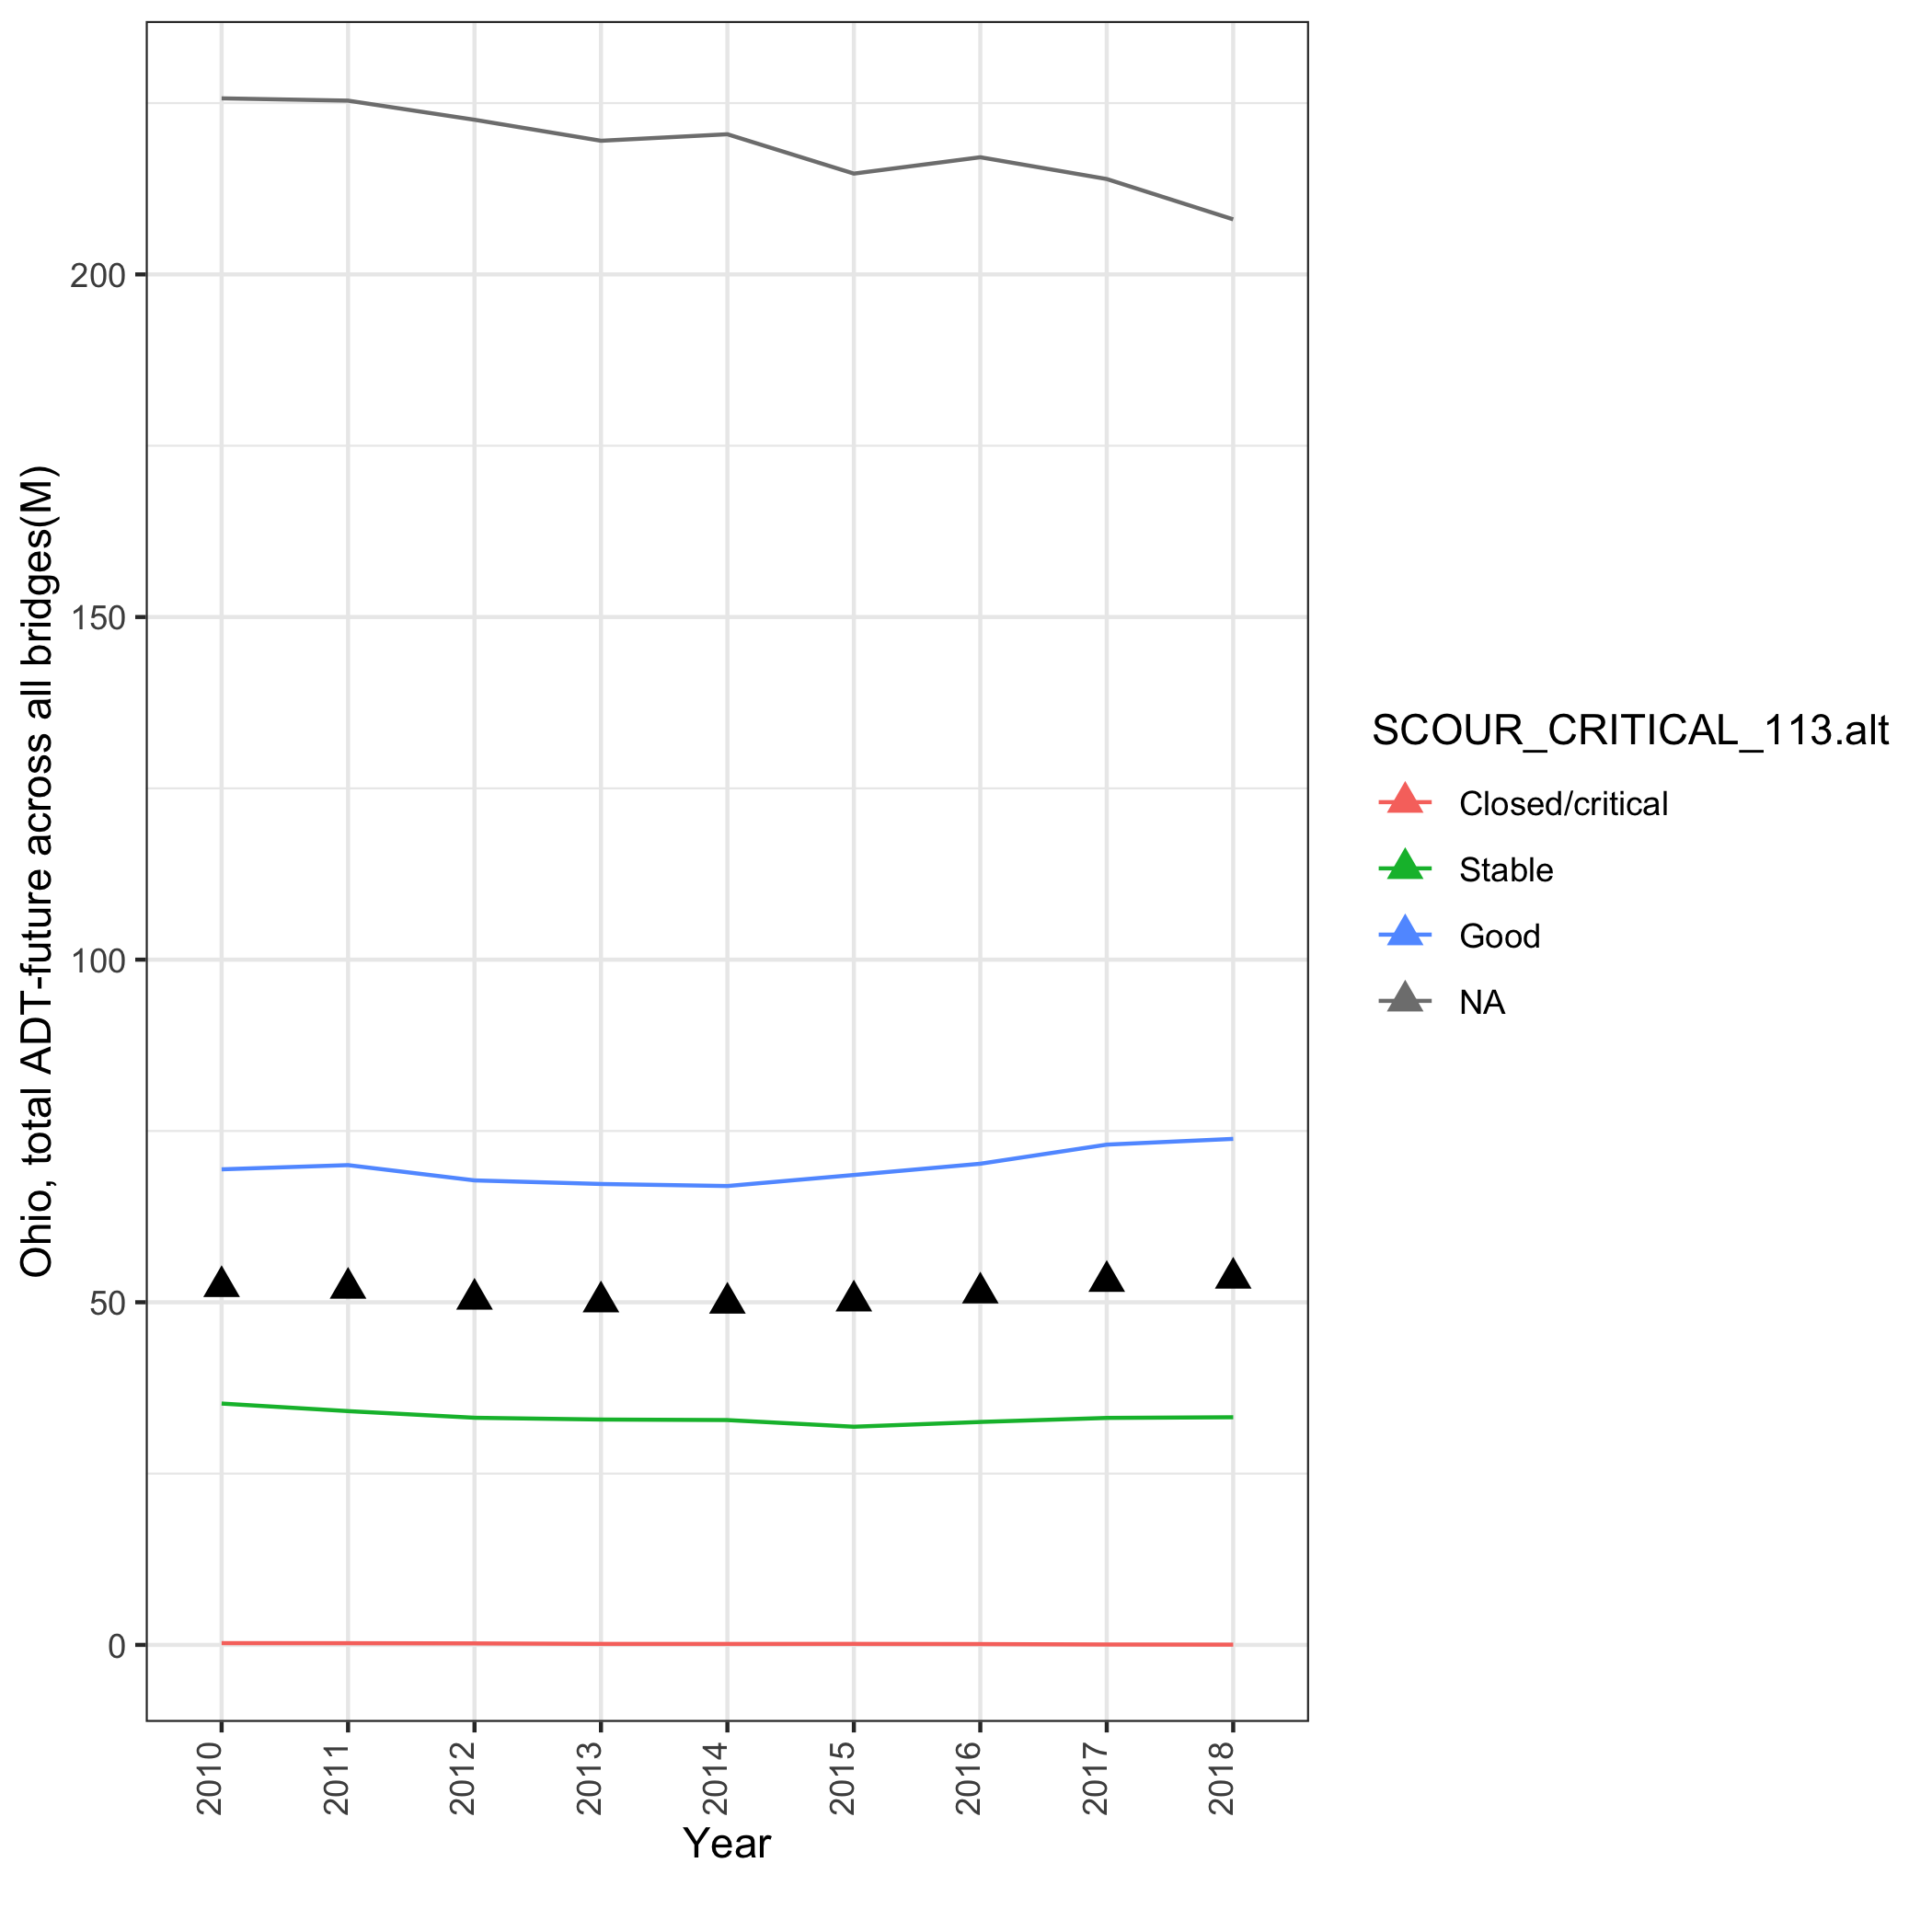 Ohio, total ADT-future across all bridges(M)
200
150
100
50
0
2010
2011
2012
2013
2014
2015
2016
2017
2018
Year
SCOUR_CRITICAL_113.alt
Closed/critical
Stable
Good
NA